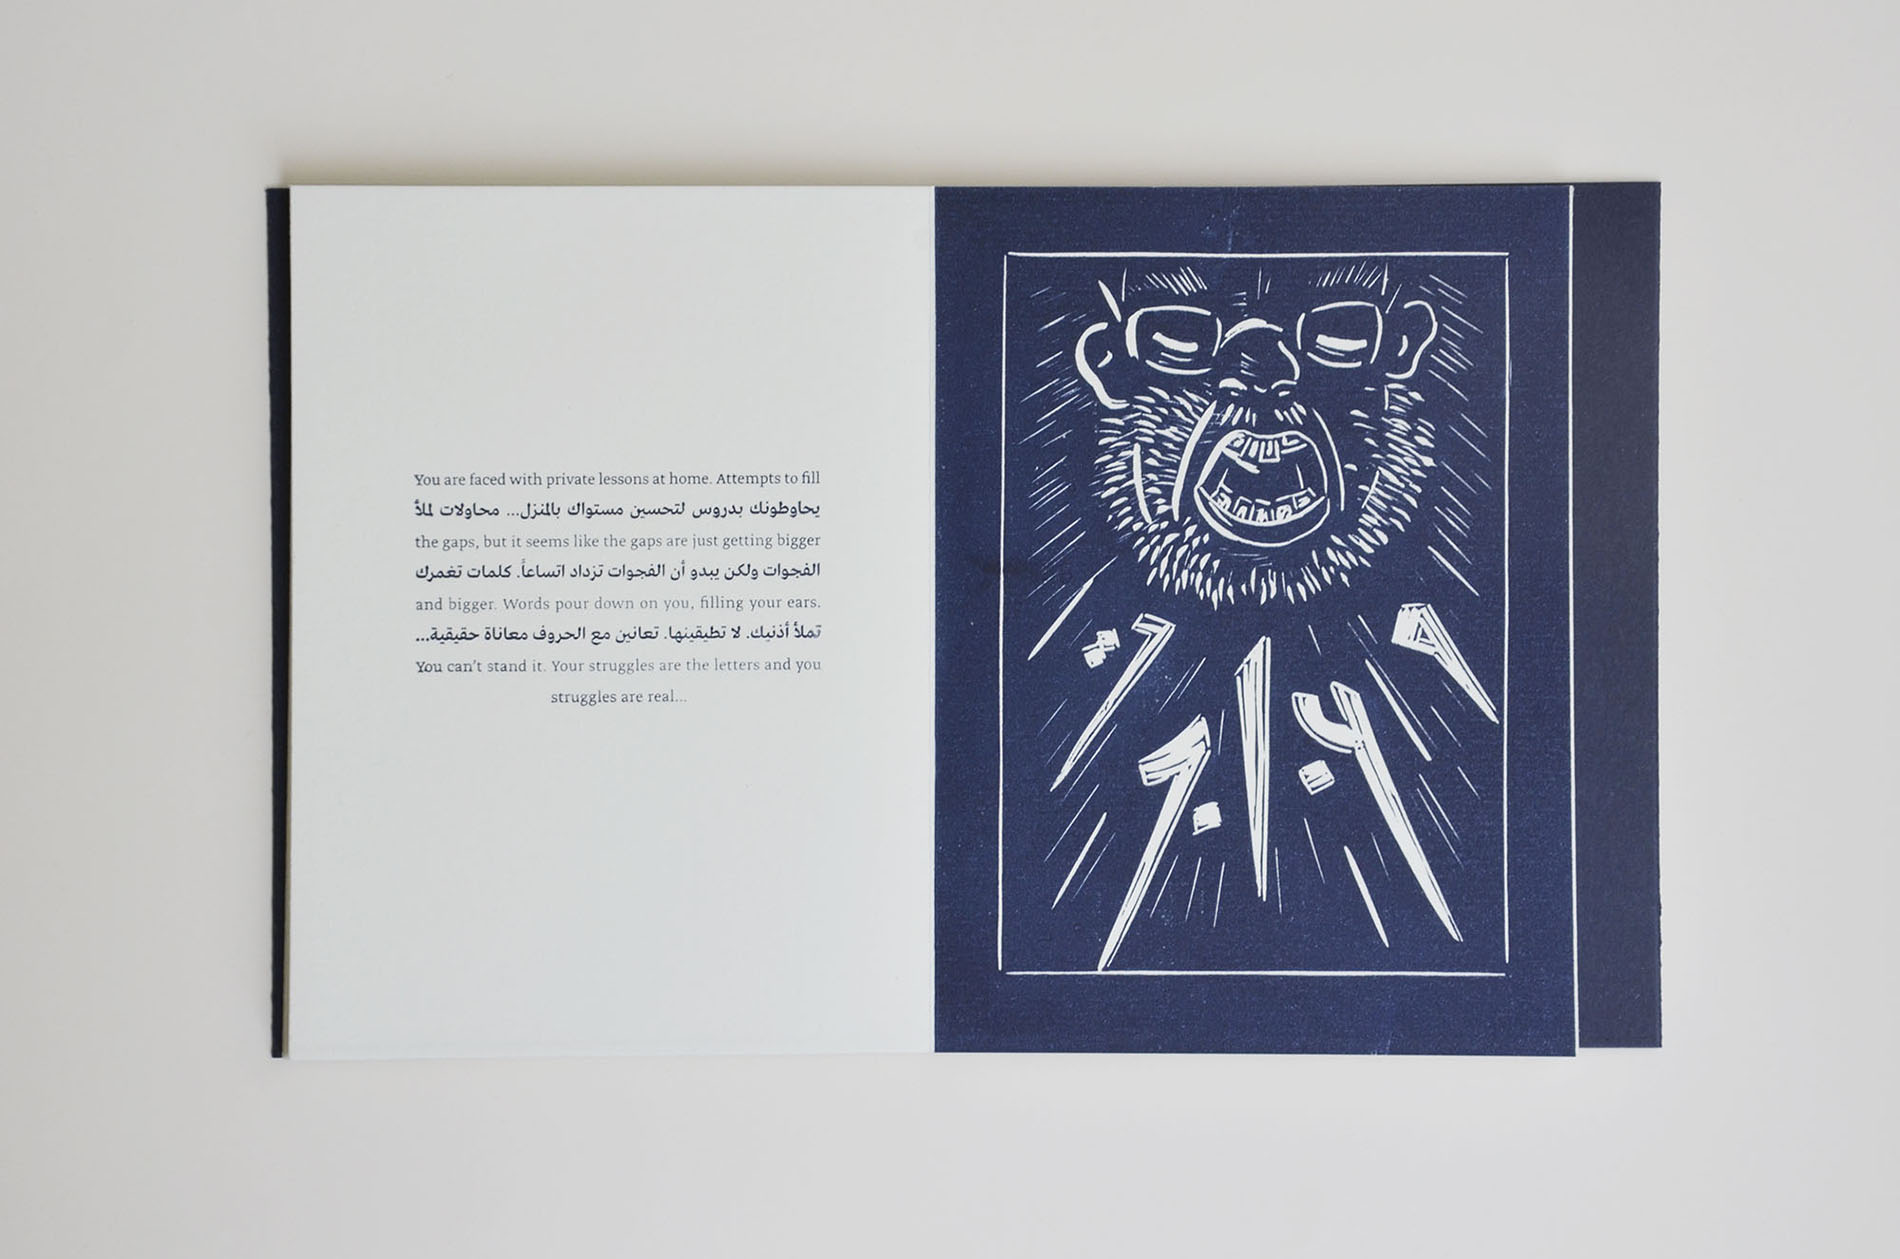 You are faced with private lessons at home. Attempts to fill
يحاوطونك بدروس لتحسين مستواك بالمنزل... محاولات لملأ
the gaps, but it seems like the gaps are just getting bigger
الفجوات ولكن يبدو أن الفجوات تزداد اتساعاً. كلمات تغمرك
and bigger. Words pour down on you, filling your ears.
تملأ أذنيك. لا تطيقينها. تعانين مع الحروف معاناة حقيقية...
You can't stand it. Your struggles are the letters and you
struggles are real...